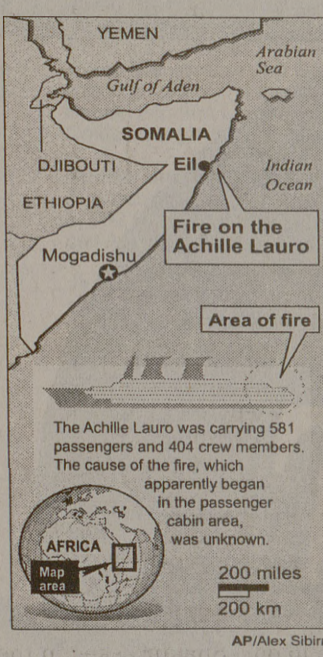 YEMEN
Arabian
Sea
Gulf of Aden
SOMALIA
DJIBOUTI
Eil
Indian
Ocean
ETHIOPIA
Fire on the
Achille Lauro
Mogadishu
Area of fire
The Achille Lauro was carrying 581
passengers and 404 crew members.
The cause of the fire, which
apparently began
in the passenger
cabin area,
was unknown.
AFRICA
Map
area
200 miles
200 km
AP/Alex